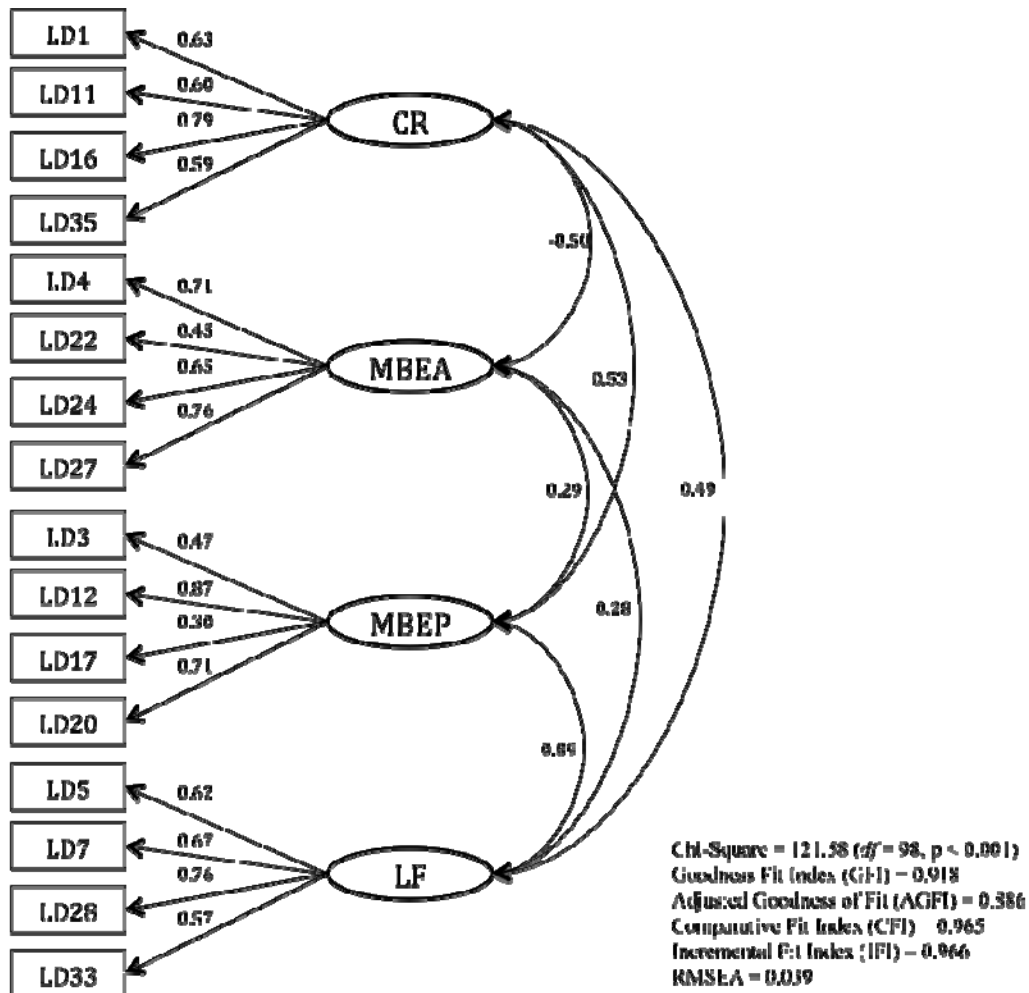 LD1
0.63
LD11
0.60
LD16
0.79
LD35
0.59
CR
LD4
0.71
LD22
0.45
LD24
0.65
LD27
0.76
MBEA
-0.50
0.53
0.29
0.49
LD3
0.47
LD12
0.87
LD17
0.30
LD20
0.71
MBEP
0.28
LD5
0.62
LD7
0.67
LD28
0.76
LD33
0.57
LF
Chi-Square = 121.58 (df = 98, p < 0.001)
Goodness Fit Index (GFI) = 0.918
Adjusted Goodness of Fit (AGFI) =
Comparative Fit Index (CFI) = 0.965
Incremental Fit Index (IFI) = 0.966
RMSEA = 0.039